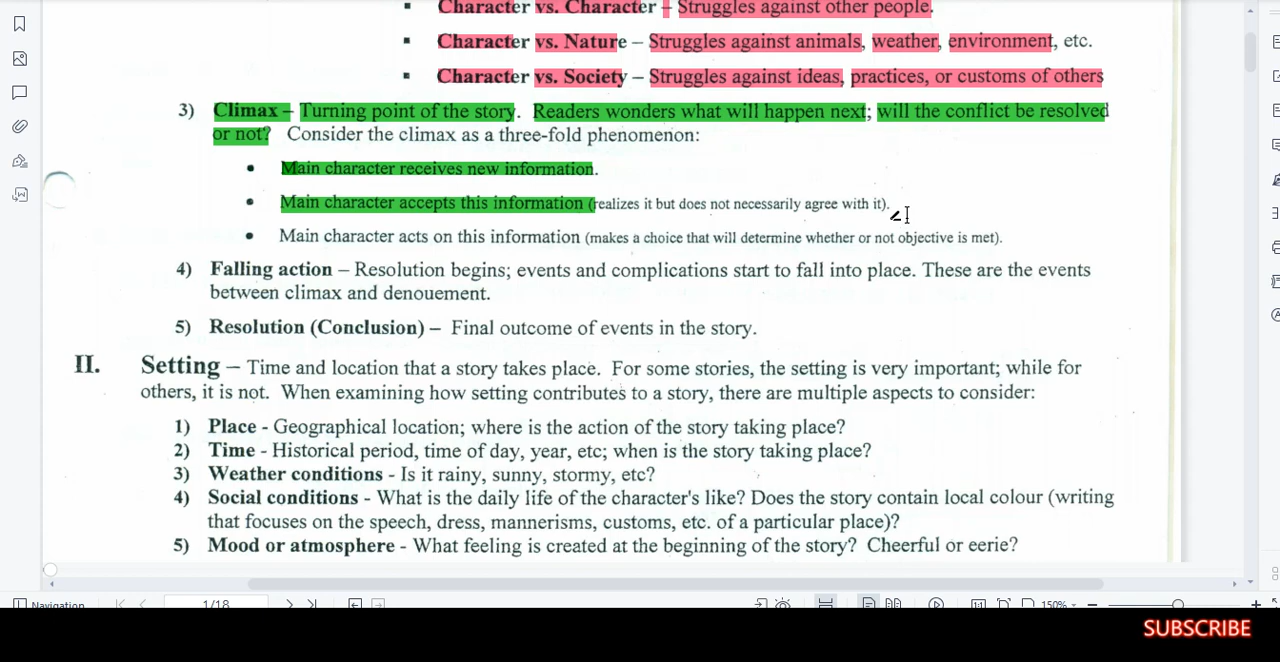 ▪ Character vs. Character – Struggles against other people.
▪ Character vs. Nature – Struggles against animals, weather, environment, etc.
▪ Character vs. Society – Struggles against ideas, practices, or customs of others
3) Climax – Turning point of the story. Readers wonders what will happen next; will the conflict be resolved
or not? Consider the climax as a three-fold phenomenon:
• Main character receives new information.
• Main character accepts this information (realizes it but does not necessarily agree with it).
• Main character acts on this information (makes a choice that will determine whether or not objective is met).
4) Falling action – Resolution begins; events and complications start to fall into place. These are the events
between climax and denouement.
5) Resolution (Conclusion) – Final outcome of events in the story.
II. Setting – Time and location that a story takes place. For some stories, the setting is very important; while for
others, it is not. When examining how setting contributes to a story, there are multiple aspects to consider:
1) Place - Geographical location; where is the action of the story taking place?
2) Time - Historical period, time of day, year, etc; when is the story taking place?
3) Weather conditions - Is it rainy, sunny, stormy, etc?
4) Social conditions - What is the daily life of the character's like? Does the story contain local colour (writing
that focuses on the speech, dress, mannerisms, customs, etc. of a particular place)?
5) Mood or atmosphere - What feeling is created at the beginning of the story? Cheerful or eerie?
Navigation 1/18 150%
SUBSCRIBE